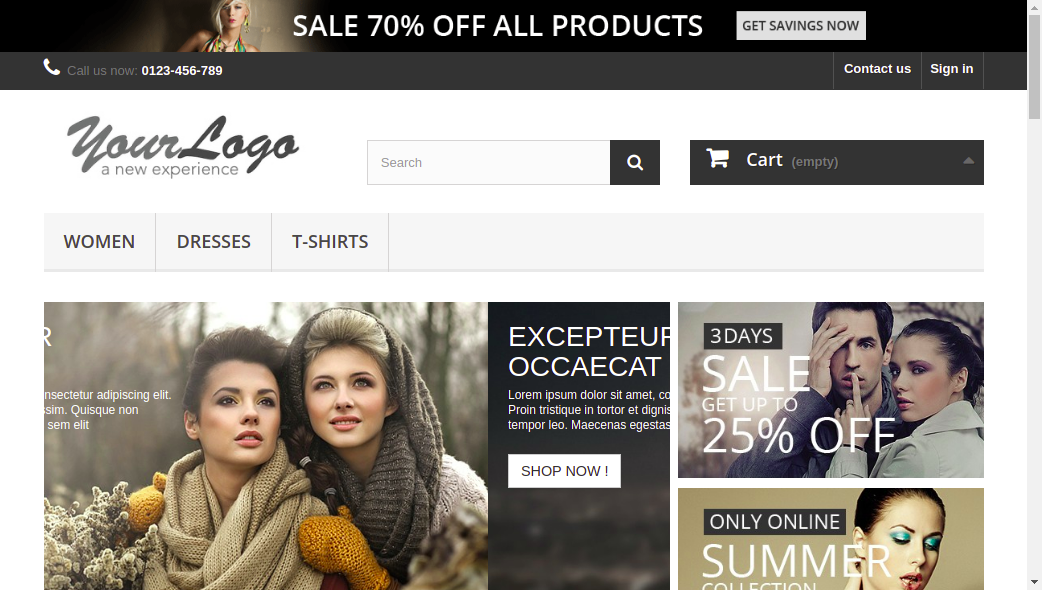 SALE 70% OFF ALL PRODUCTS
GET SAVINGS NOW
Call us now: 0123-456-789
Contact us
Sign in
YourLogo
a new experience
Search
Cart (empty)
WOMEN
DRESSES
T-SHIRTS
R
nsectetur adipiscing elit.
ssim. Quisque non
sem elit
EXCEPTEUR
OCCAECAT
Lorem ipsum dolor sit amet, co
Proin tristique in tortor et dignis
tempor leo. Maecenas egestas
SHOP NOW !
3 DAYS
SALE
GET UP TO
25% OFF
ONLY ONLINE
SUMMER
COLLECTION